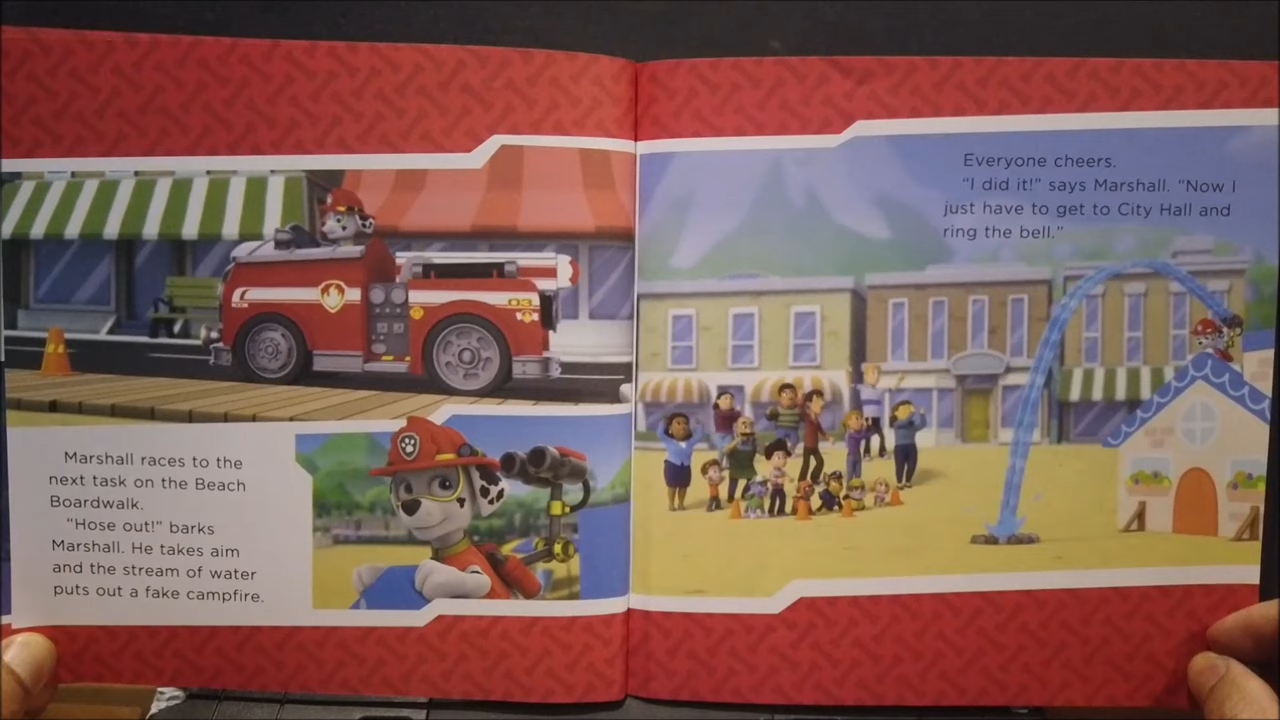 Marshall races to the
next task on the Beach
Boardwalk.
"Hose out!" barks
Marshall. He takes aim
and the stream of water
puts out a fake campfire.
03
Everyone cheers.
"I did it!" says Marshall. "Now I
just have to get to City Hall and
ring the bell."